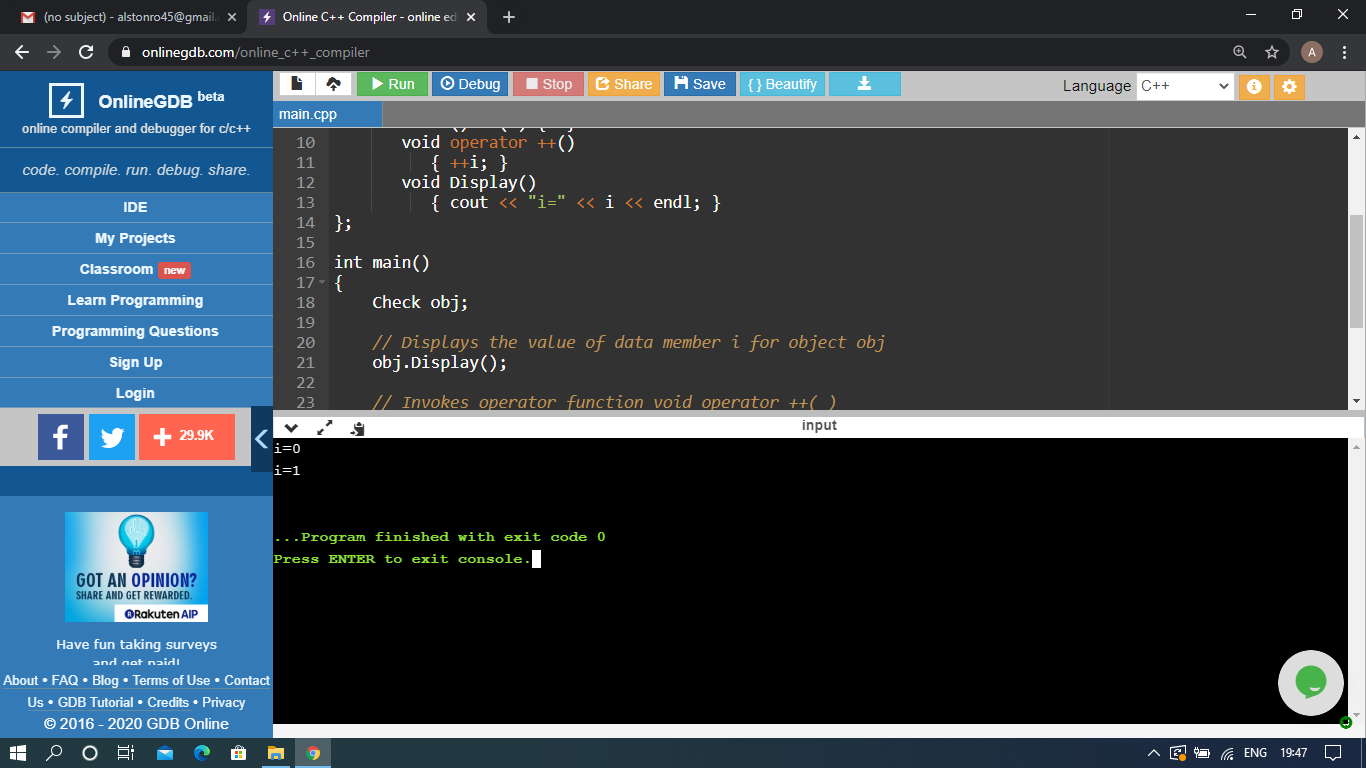 (no subject) - alstonro45@gmail.
Online C++ Compiler - online ed
onlinegdb.com/online_c++_compiler
A
OnlineGDB beta
online compiler and debugger for c/c++
code. compile. run. debug. share.
IDE
My Projects
Classroom new
Learn Programming
Programming Questions
Sign Up
Login
f
+ 29.9K
GOT AN OPINION?
SHARE AND GET REWARDED.
Rakuten AIP
Have fun taking surveys
and get paid!
About • FAQ • Blog • Terms of Use • Contact
Us • GDB Tutorial • Credits • Privacy
© 2016 - 2020 GDB Online
Run
Debug
Stop
Share
Save
{ } Beautify
Language C++
main.cpp
10 void operator ++()
11 { ++i; }
12 void Display()
13 { cout << "i=" << i << endl; }
14 };
15
16 int main()
17 {
18 Check obj;
19
20 // Displays the value of data member i for object obj
21 obj.Display();
22
23 // Invokes operator function void operator ++( )
input
i=0
i=1
...Program finished with exit code 0
Press ENTER to exit console.
ENG 19:47